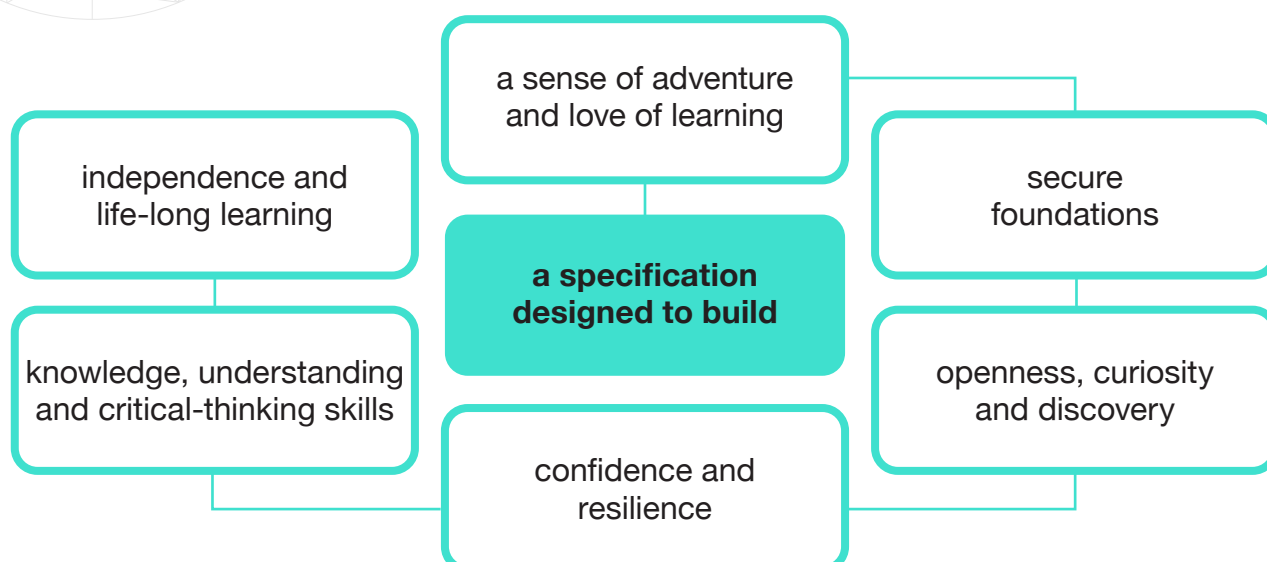 a sense of adventure
and love of learning
independence and
life-long learning
secure
foundations
a specification
designed to build
knowledge, understanding
and critical-thinking skills
openness, curiosity
and discovery
confidence and
resilience